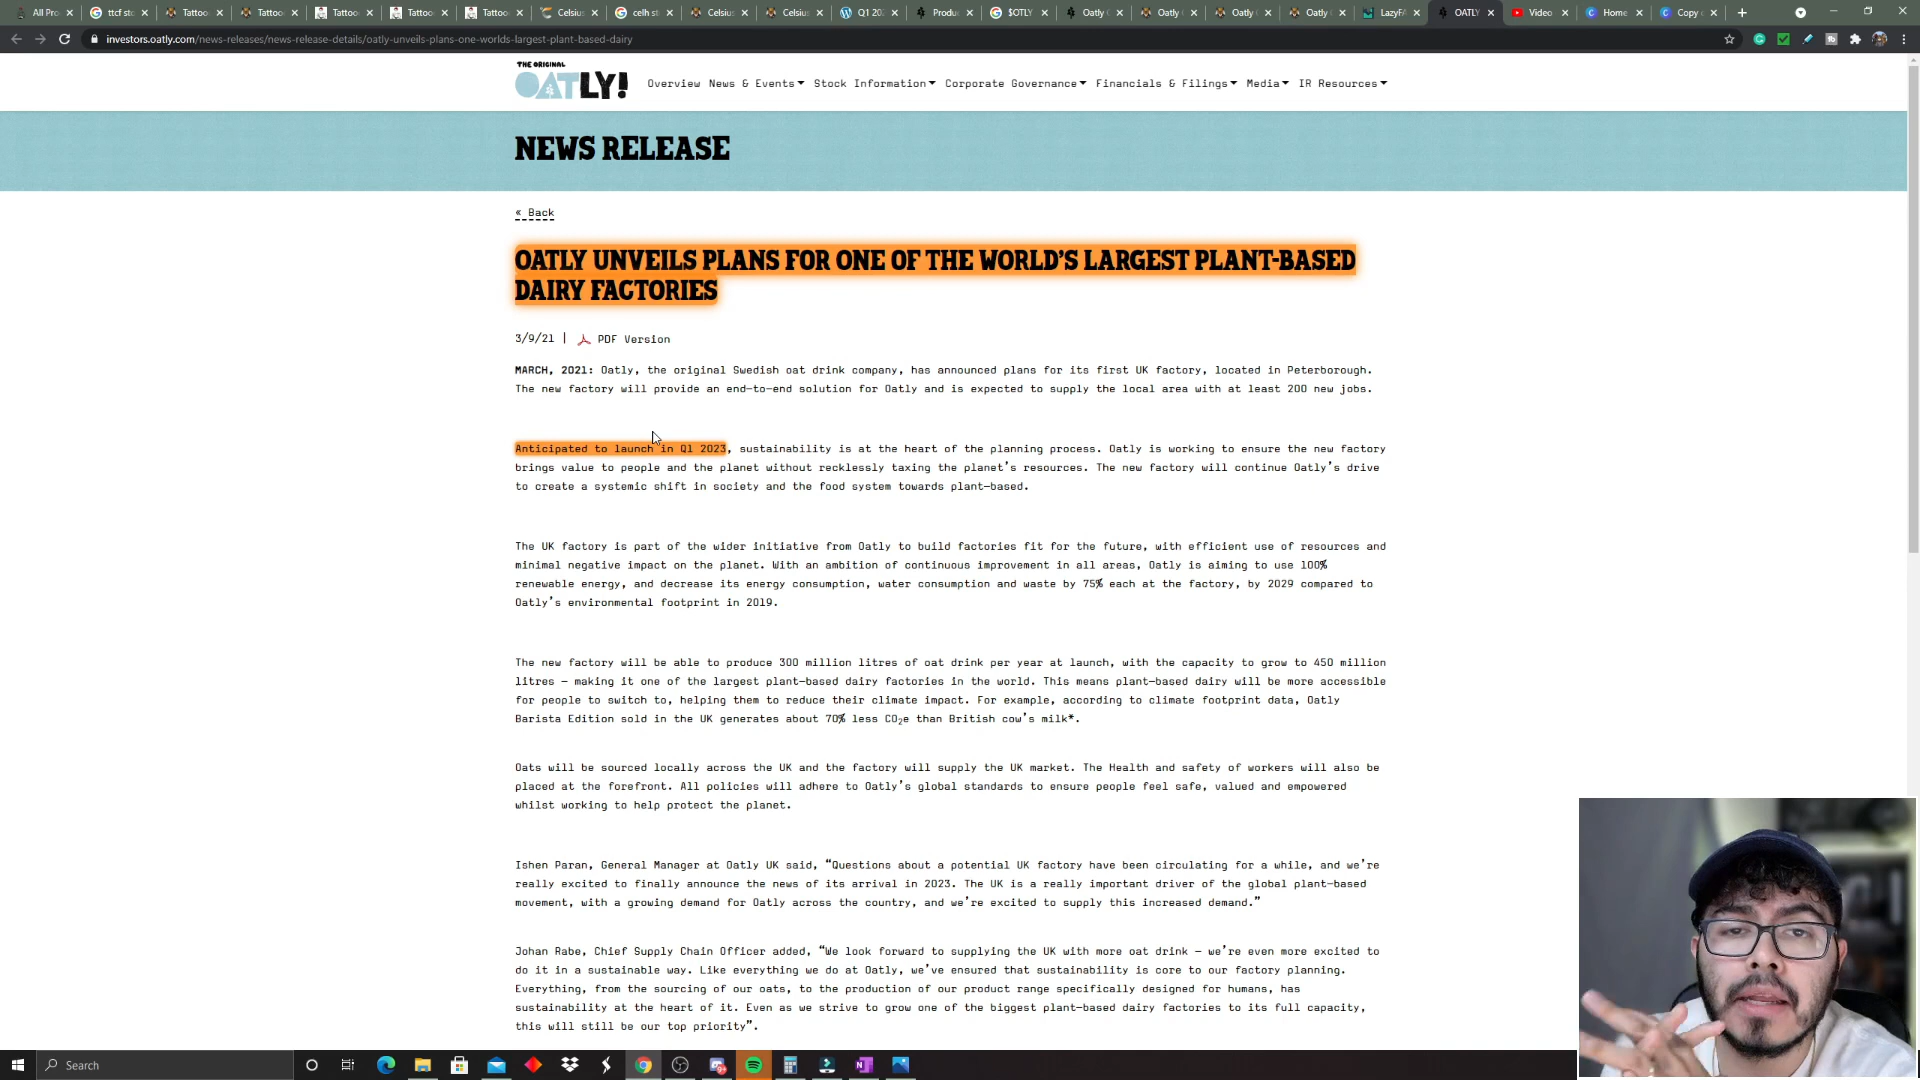 All Pro
ttcf st
Tattoo
Tattoo
Tattoo
Tattoo
Tattoo
Celsius
celh st
Celsius
Celsius
Q1 202
Produ
$OTLY
Oatly
Oatly
Oatly
Oatly
LazyFA
OATLY
Video
Home
Copy
investors.oatly.com/news-releases/news-release-details/oatly-unveils-plans-one-worlds-largest-plant-based-dairy
THE ORIGINAL
OATLY!
Overview News & Events Stock Information Corporate Governance Financials & Filings Media IR Resources
NEWS RELEASE
« Back
OATLY UNVEILS PLANS FOR ONE OF THE WORLD'S LARGEST PLANT-BASED
DAIRY FACTORIES
3/9/21 | PDF Version
MARCH, 2021: Oatly, the original Swedish oat drink company, has announced plans for its first UK factory, located in Peterborough.
The new factory will provide an end-to-end solution for Oatly and is expected to supply the local area with at least 200 new jobs.
Anticipated to launch in Q1 2023, sustainability is at the heart of the planning process. Oatly is working to ensure the new factory
brings value to people and the planet without recklessly taxing the planet's resources. The new factory will continue Oatly's drive
to create a systemic shift in society and the food system towards plant-based.
The UK factory is part of the wider initiative from Oatly to build factories fit for the future, with efficient use of resources and
minimal negative impact on the planet. With an ambition of continuous improvement in all areas, Oatly is aiming to use 100%
renewable energy, and decrease its energy consumption, water consumption and waste by 75% each at the factory, by 2029 compared to
Oatly's environmental footprint in 2019.
The new factory will be able to produce 300 million litres of oat drink per year at launch, with the capacity to grow to 450 million
litres – making it one of the largest plant-based dairy factories in the world. This means plant-based dairy will be more accessible
for people to switch to, helping them to reduce their climate impact. For example, according to climate footprint data, Oatly
Barista Edition sold in the UK generates about 70% less CO₂e than British cow's milk*.
Oats will be sourced locally across the UK and the factory will supply the UK market. The Health and safety of workers will also be
placed at the forefront. All policies will adhere to Oatly's global standards to ensure people feel safe, valued and empowered
whilst working to help protect the planet.
Ishen Paran, General Manager at Oatly UK said, “Questions about a potential UK factory have been circulating for a while, and we're
really excited to finally announce the news of its arrival in 2023. The UK is a really important driver of the global plant-based
movement, with a growing demand for Oatly across the country, and we're excited to supply this increased demand.”
Johan Rabe, Chief Supply Chain Officer added, “We look forward to supplying the UK with more oat drink – we're even more excited to
do it in a sustainable way. Like everything we do at Oatly, we've ensured that sustainability is core to our factory planning.
Everything, from the sourcing of our oats, to the production of our product range specifically designed for humans, has
sustainability at the heart of it. Even as we strive to grow one of the biggest plant-based dairy factories to its full capacity,
this will still be our top priority”.
Search